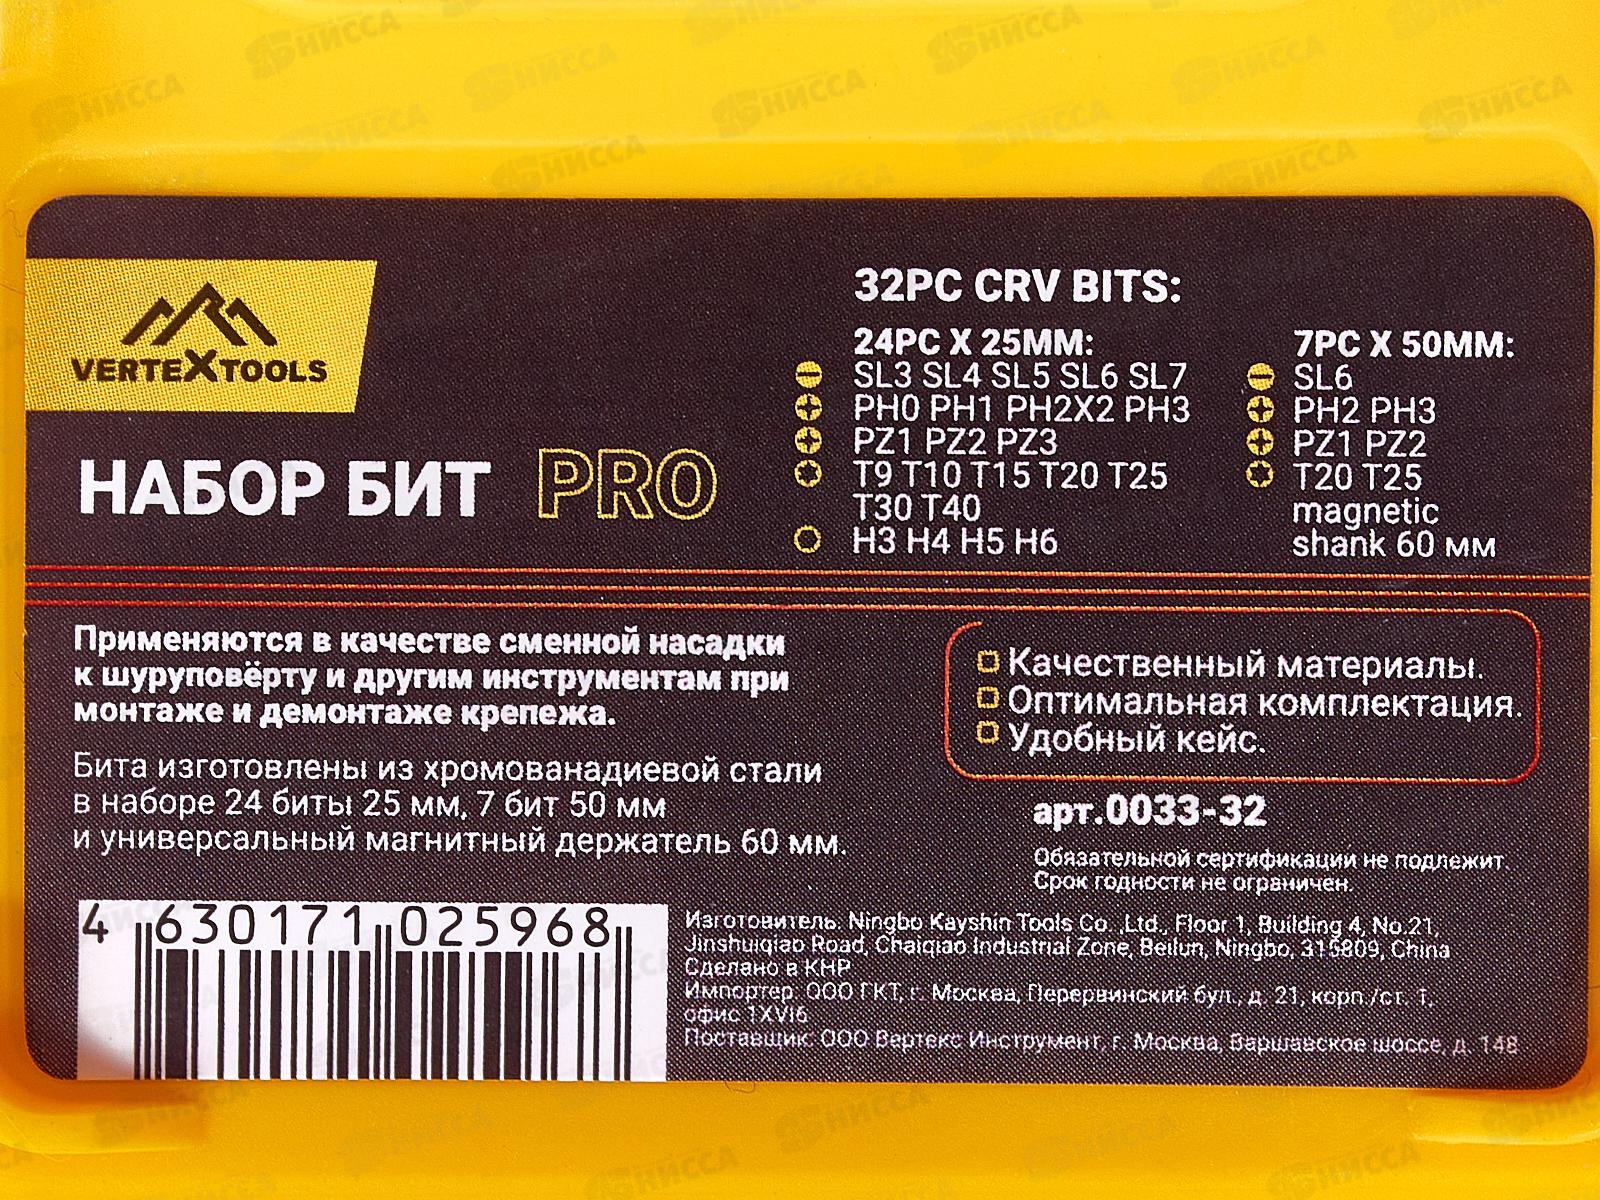 VERTEXTOOLS
НАБОР БИТ PRO
32PC CRV BITS:
24PC X 25MM:
SL3 SL4 SL5 SL6 SL7
PH0 PH1 PH2X2 PH3
PZ1 PZ2 PZ3
T9 T10 T15 T20 T25
T30 T40
H3 H4 H5 H6
7PC X 50MM:
SL6
PH2 PH3
PZ1 PZ2
T20 T25
magnetic
shank 60 мм
Применяются в качестве сменной насадки
к шуруповёрту и другим инструментам при
монтаже и демонтаже крепежа.
Бита изготовлены из хромованадиевой стали
в наборе 24 биты 25 мм, 7 бит 50 мм
и универсальный магнитный держатель 60 мм.
Качественный материалы.
Оптимальная комплектация.
Удобный кейс.
арт.0033-32
Обязательной сертификации не подлежит.
Срок годности не ограничен.
4 630171 025968
Изготовитель: Ningbo Kayshin Tools Co.,Ltd., Floor 1, Building 4, No.21,
Jinshuiqiao Road, Chaiqiao Industrial Zone, Beilun, Ningbo, 315809, China
Сделано в КНР
Импортер: ООО ГКТ, г. Москва, Перервинский бул., д. 21, корп./ст. 1,
офис 1XVI6
Поставщик: ООО Вертекс Инструмент, г. Москва, Варшавское шоссе, д. 148
НИССА